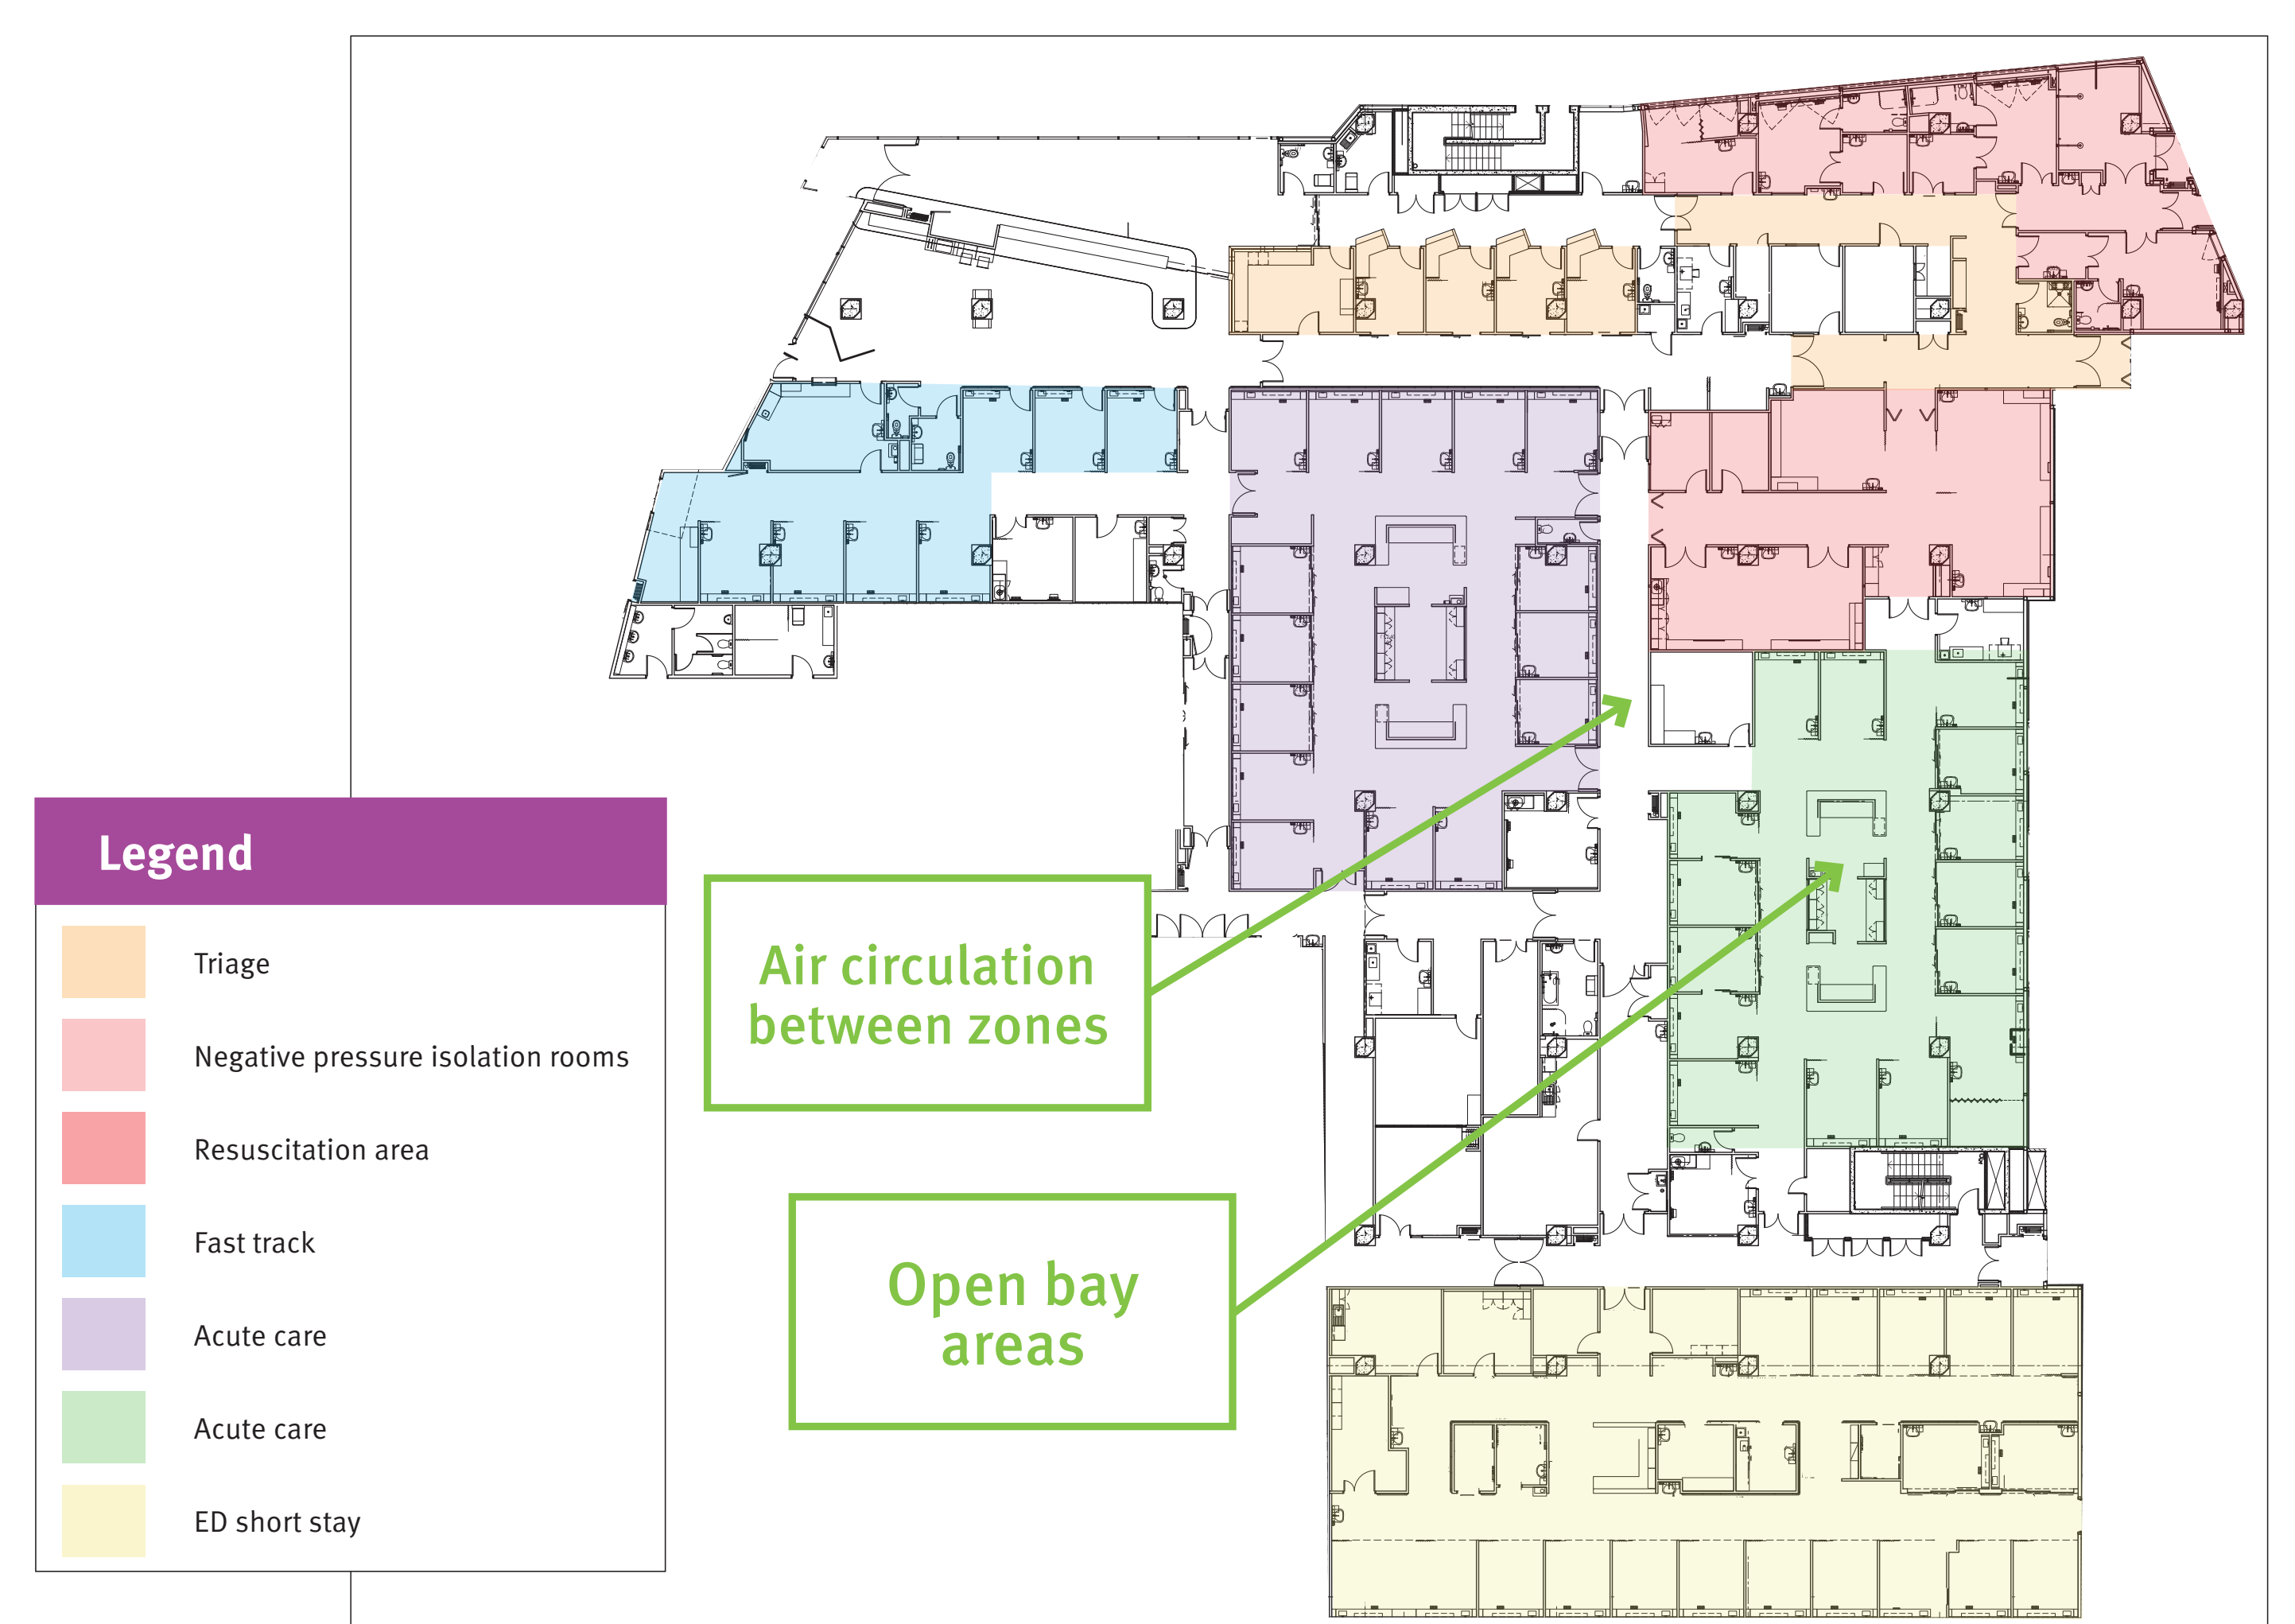 Legend
Triage
Negative pressure isolation rooms
Resuscitation area
Fast track
Acute care
Acute care
ED short stay
Air circulation
between zones
Open bay
areas